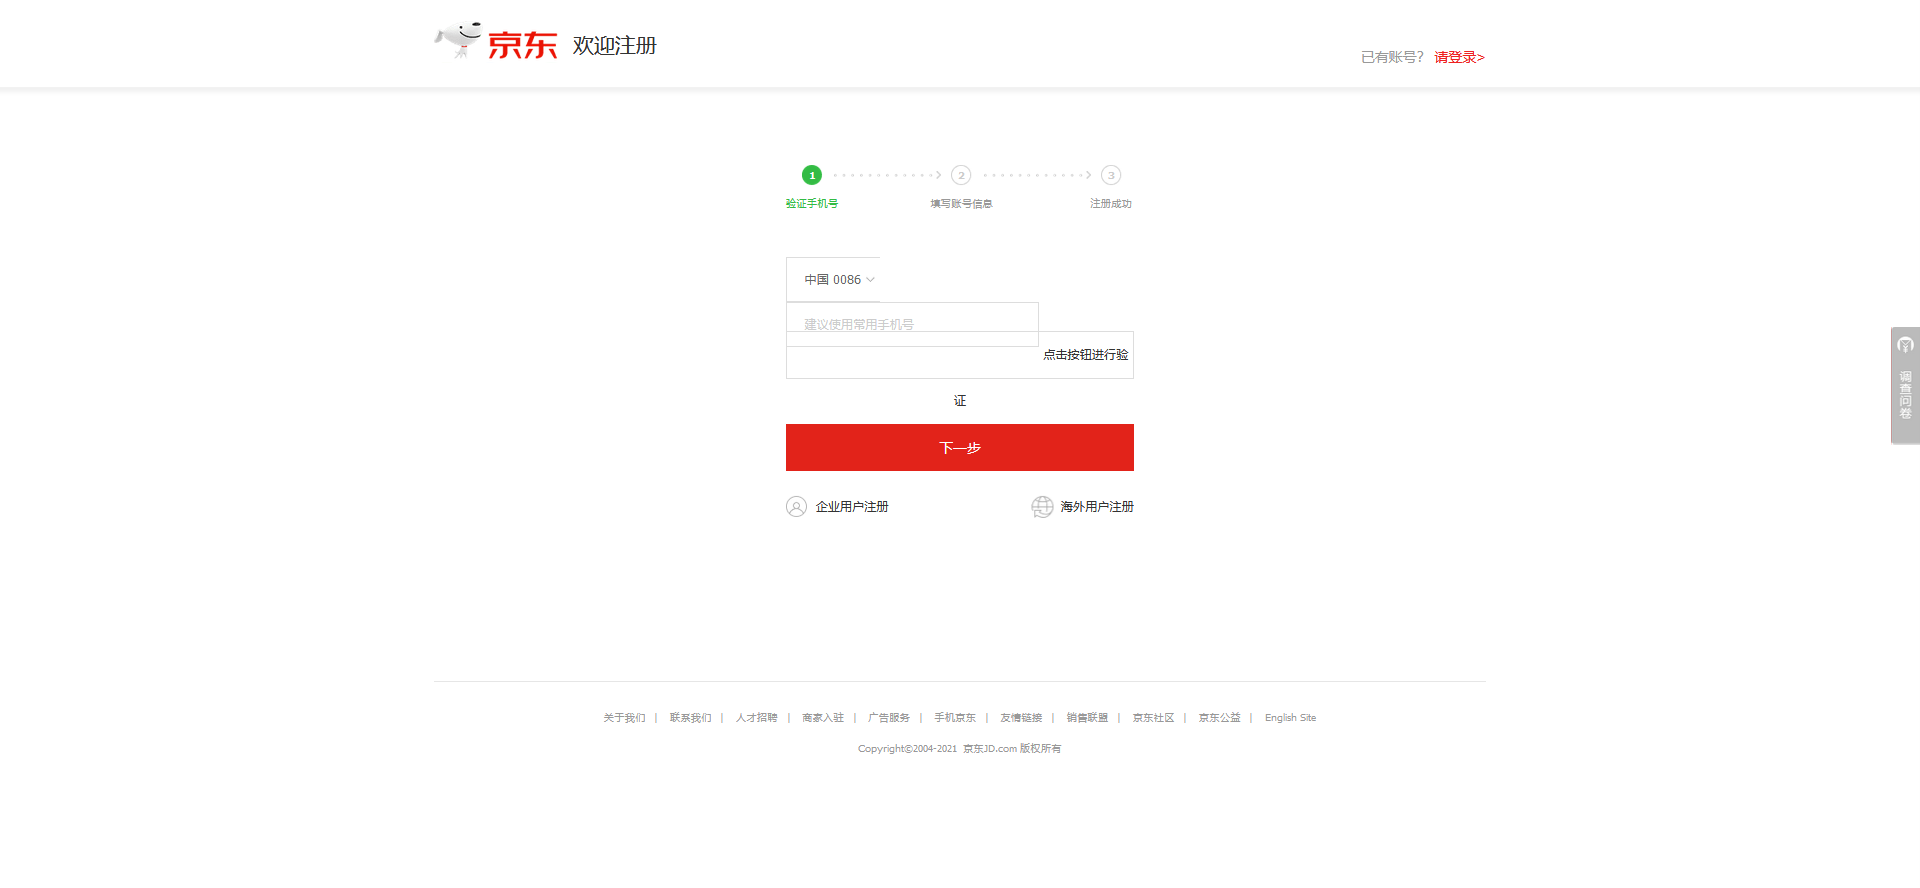 京东 欢迎注册
已有账号? 请登录>
1 2 3
验证手机号 填写账号信息 注册成功
中国 0086
建议使用常用手机号
点击按钮进行验
证
下一步
企业用户注册 海外用户注册
调查问卷
关于我们 | 联系我们 | 人才招聘 | 商家入驻 | 广告服务 | 手机京东 | 友情链接 | 销售联盟 | 京东社区 | 京东公益 | English Site
Copyright©2004-2021 京东JD.com 版权所有